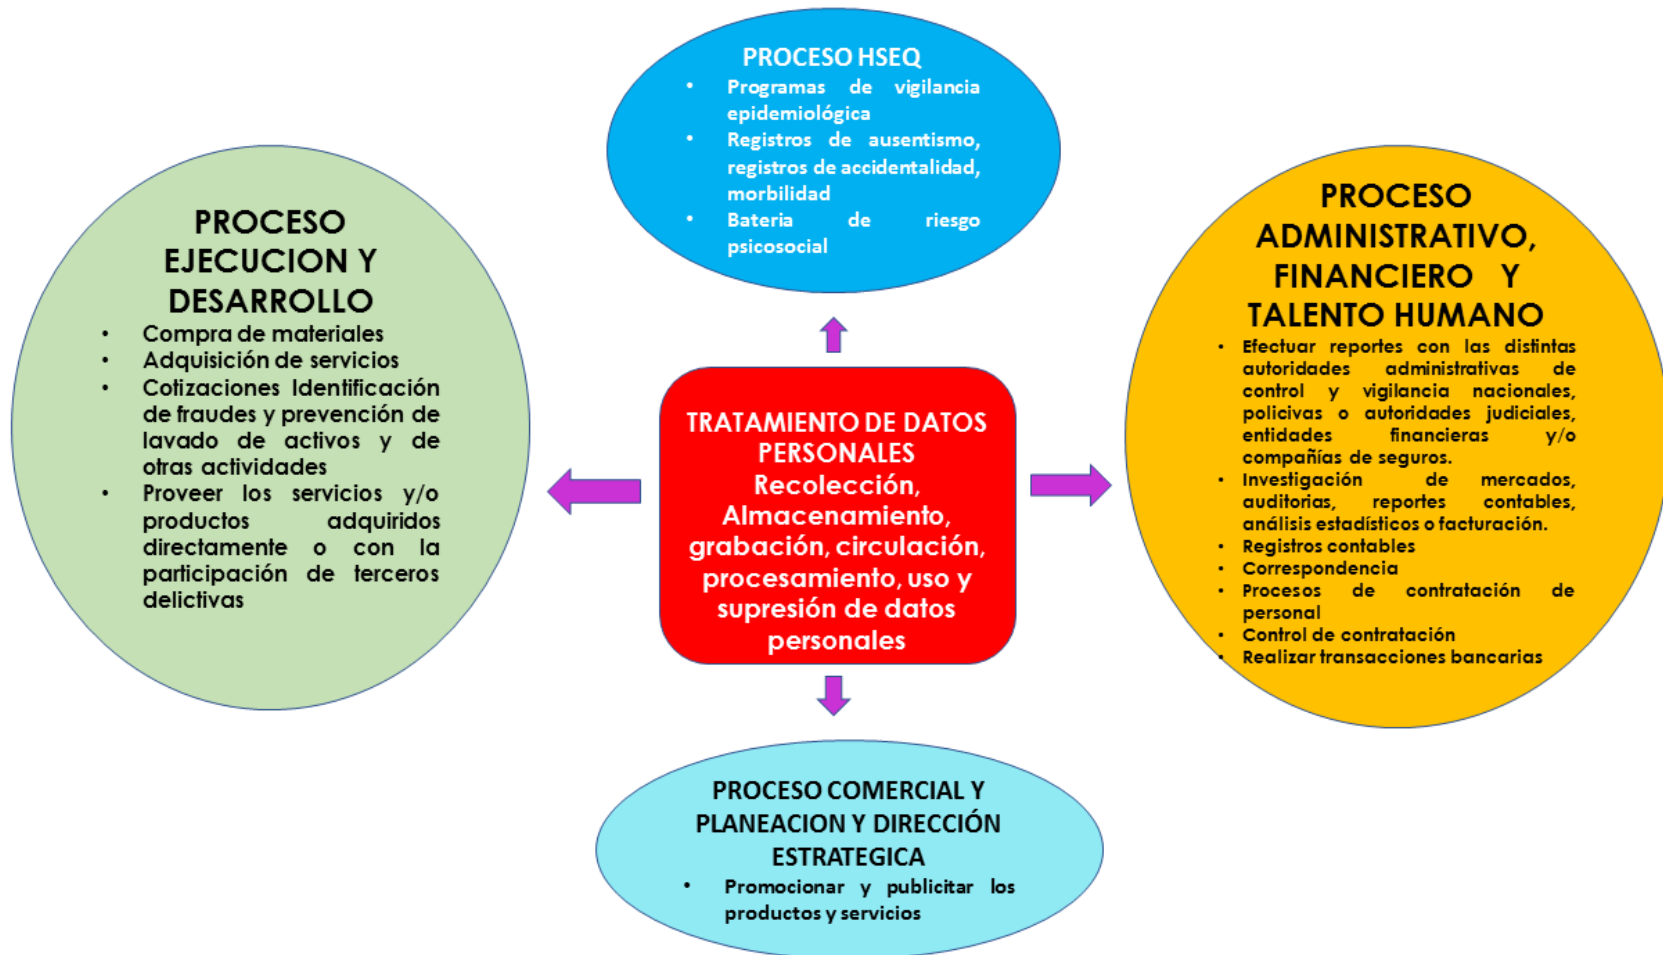 PROCESO HSEQ
• Programas de vigilancia
epidemiológica
• Registros de ausentismo,
registros de accidentalidad,
morbilidad
• Bateria de riesgo
psicosocial
PROCESO
EJECUCION Y
DESARROLLO
• Compra de materiales
• Adquisición de servicios
• Cotizaciones Identificación
de fraudes y prevención de
lavado de activos y de
otras actividades
• Proveer los servicios y/o
productos adquiridos
directamente o con la
participación de terceros
delictivas
TRATAMIENTO DE DATOS
PERSONALES
Recolección,
Almacenamiento,
grabación, circulación,
procesamiento, uso y
supresión de datos
personales
PROCESO
ADMINISTRATIVO,
FINANCIERO Y
TALENTO HUMANO
• Efectuar reportes con las distintas
autoridades administrativas de
control y vigilancia nacionales,
policivas o autoridades judiciales,
entidades financieras y/o
compañías de seguros.
• Investigación de mercados,
auditorias, reportes contables,
análisis estadísticos o facturación.
• Registros contables
• Correspondencia
• Procesos de contratación de
personal
• Control de contratación
• Realizar transacciones bancarias
PROCESO COMERCIAL Y
PLANEACION Y DIRECCIÓN
ESTRATEGICA
• Promocionar y publicitar los
productos y servicios